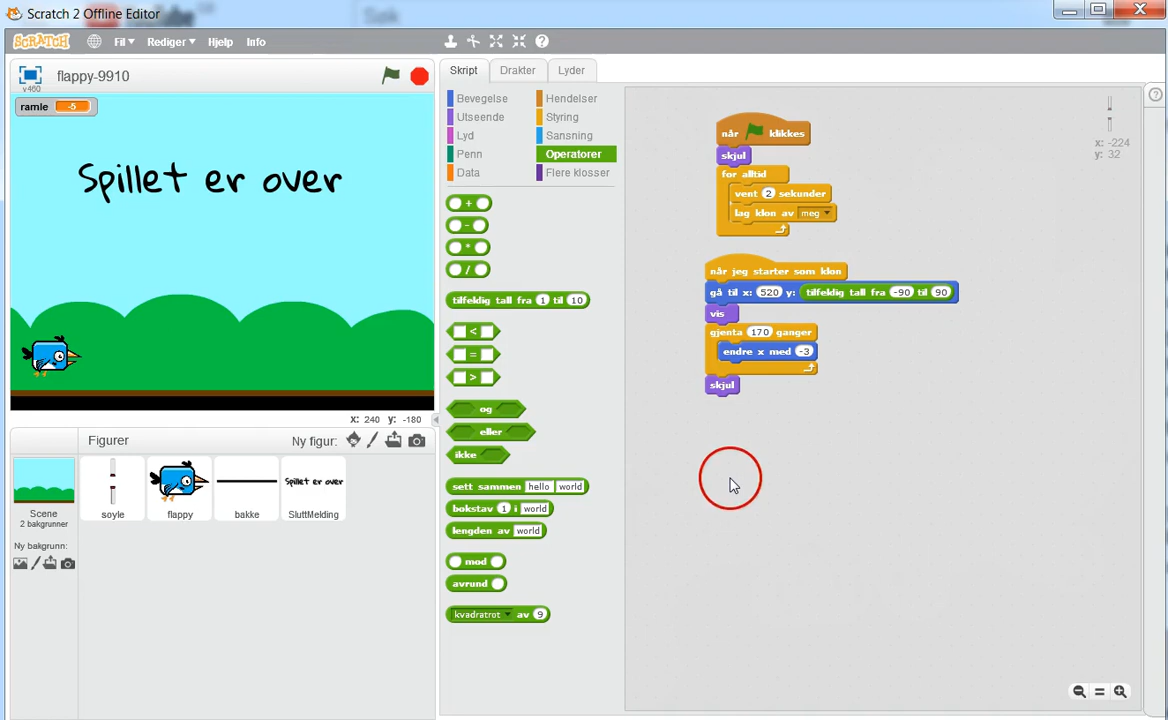 Scratch 2 Offline Editor
SCRATCH
Fil
Rediger
Hjelp
Info
flappy-9910
v460
ramle -5
Spillet er over
x: 240 y: -180
Figurer
Ny figur:
Scene
2 bakgrunner
Ny bakgrunn:
soyle
flappy
bakke
Spillet er over
SluttMelding
Skript
Drakter
Lyder
Bevegelse
Hendelser
Utseende
Styring
Lyd
Sansning
Penn
Operatorer
Data
Flere klosser
+
-
*
/
tilfeldig tall fra 1 til 10
<
=
>
og
eller
ikke
sett sammen hello world
bokstav 1 i world
lengden av world
mod
avrund
kvadratrot av 9
når klikkes
skjul
for alltid
vent 2 sekunder
lag klon av meg
når jeg starter som klon
gå til x: 520 y: tilfeldig tall fra -90 til 90
vis
gjenta 170 ganger
endre x med -3
skjul
x: -224
y: 32